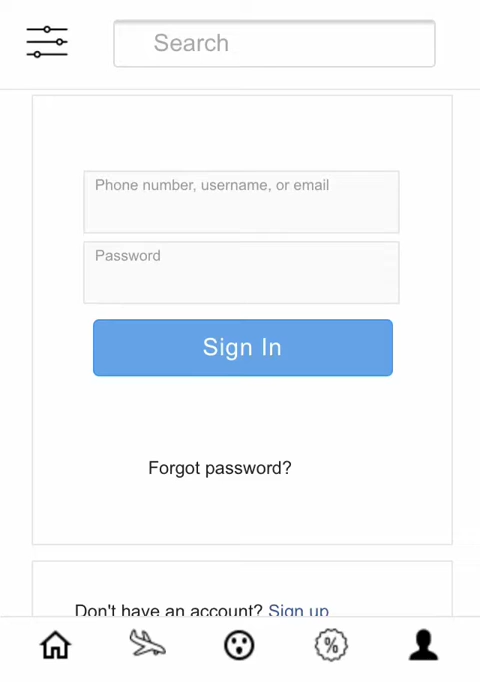 Search
Phone number, username, or email
Password
Sign In
Forgot password?
Don't have an account? Sign up
%